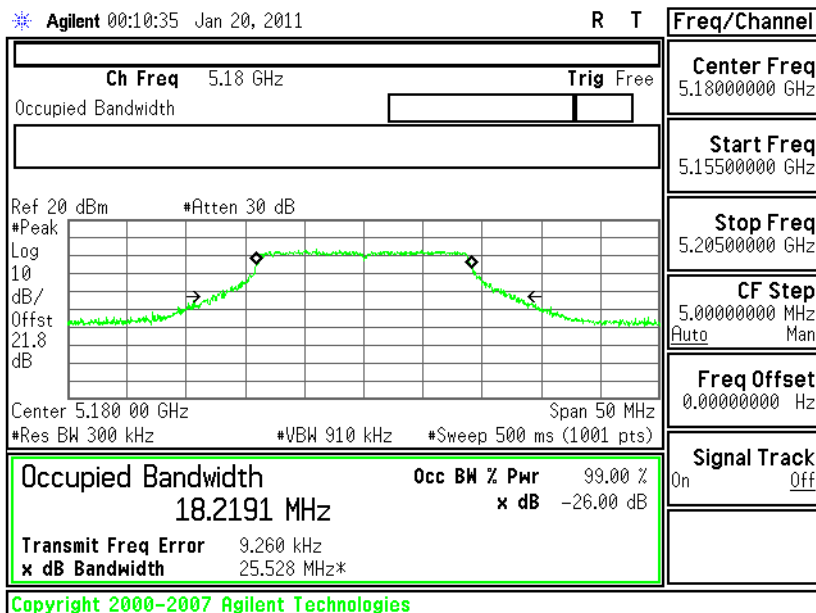 Agilent 00:10:35 Jan 20, 2011 R T
Ch Freq 5.18 GHz Trig Free
Occupied Bandwidth
Ref 20 dBm #Atten 30 dB
#Peak
Log
10
dB/
Offst
21.8
dB
Center 5.180 00 GHz Span 50 MHz
#Res BW 300 kHz #VBW 910 kHz #Sweep 500 ms (1001 pts)
Occupied Bandwidth Occ BW % Pwr 99.00 %
18.2191 MHz x dB -26.00 dB
Transmit Freq Error 9.260 kHz
x dB Bandwidth 25.528 MHz*
Copyright 2000-2007 Agilent Technologies
Freq/Channel
Center Freq
5.18000000 GHz
Start Freq
5.15500000 GHz
Stop Freq
5.20500000 GHz
CF Step
5.00000000 MHz
Auto Man
Freq Offset
0.00000000 Hz
Signal Track
On Off